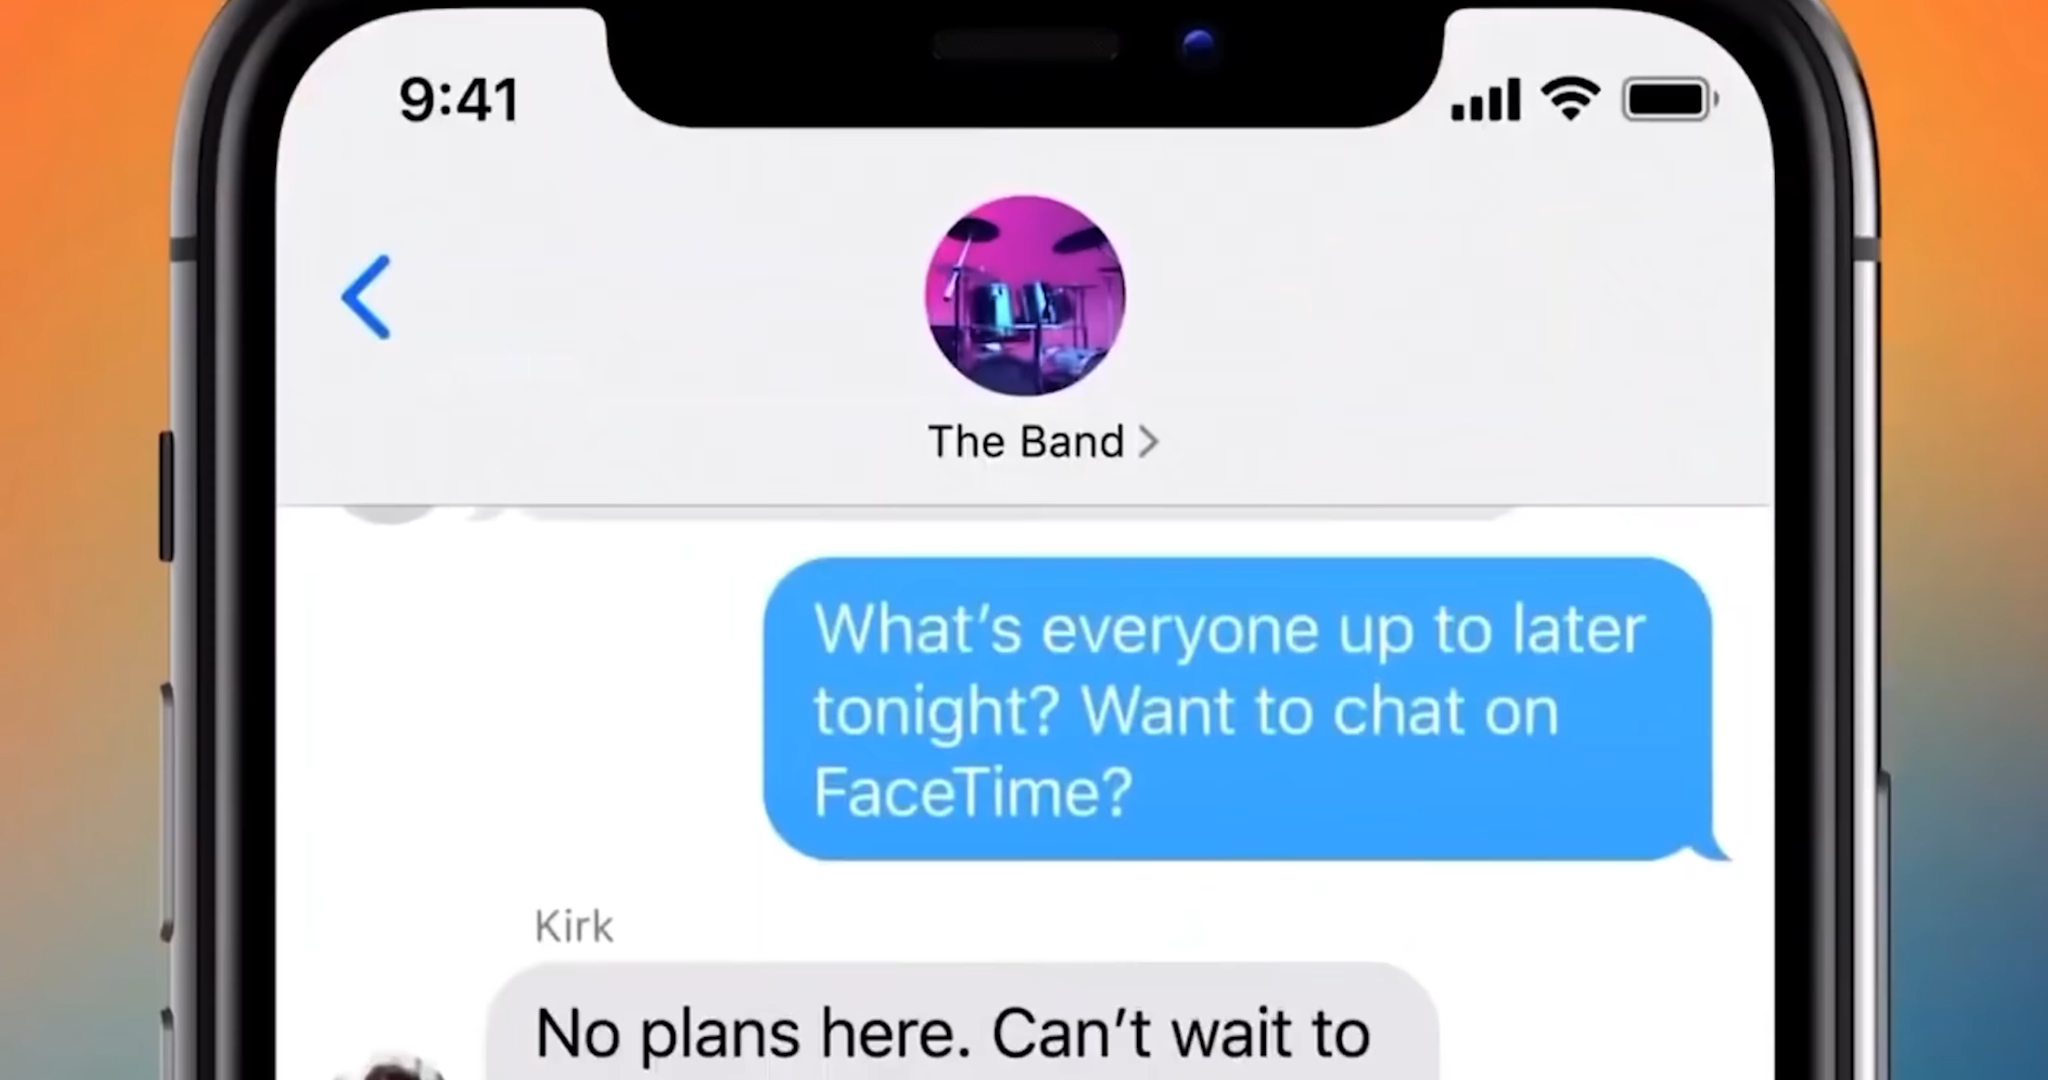 9:41
The Band
What’s everyone up to later
tonight? Want to chat on
FaceTime?
Kirk
No plans here. Can’t wait to